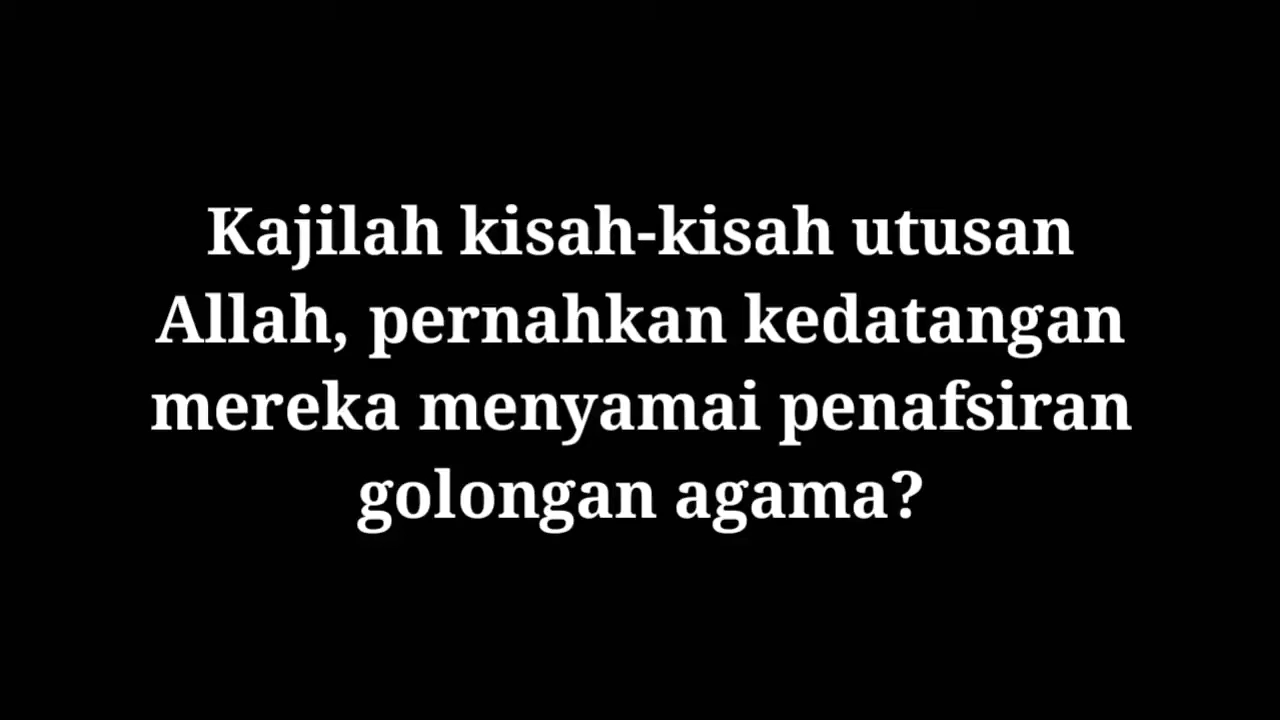 Kajilah kisah-kisah utusan
Allah, pernahkan kedatangan
mereka menyamai penafsiran
golongan agama?